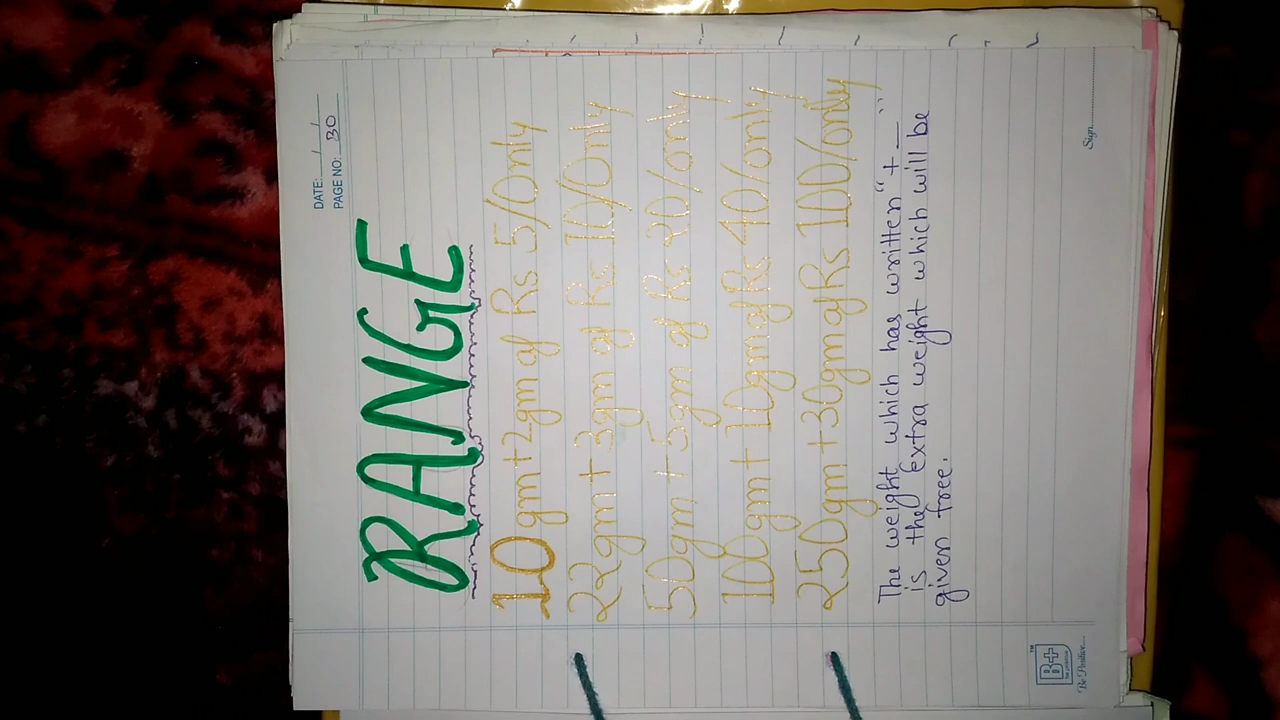 DATE: / /
PAGE NO: 30
RANGE
10 gm+2gm of Rs 5/Only
22gm+3gm of Rs 10/Only
50gm+5gm of Rs 20/only
100gm+10gm of Rs 40/only
250gm+30gm of Rs 100/only
The weight which has written "+ _ "
is the extra weight which will be
given free.
B+
Be Positive...
Sign..........